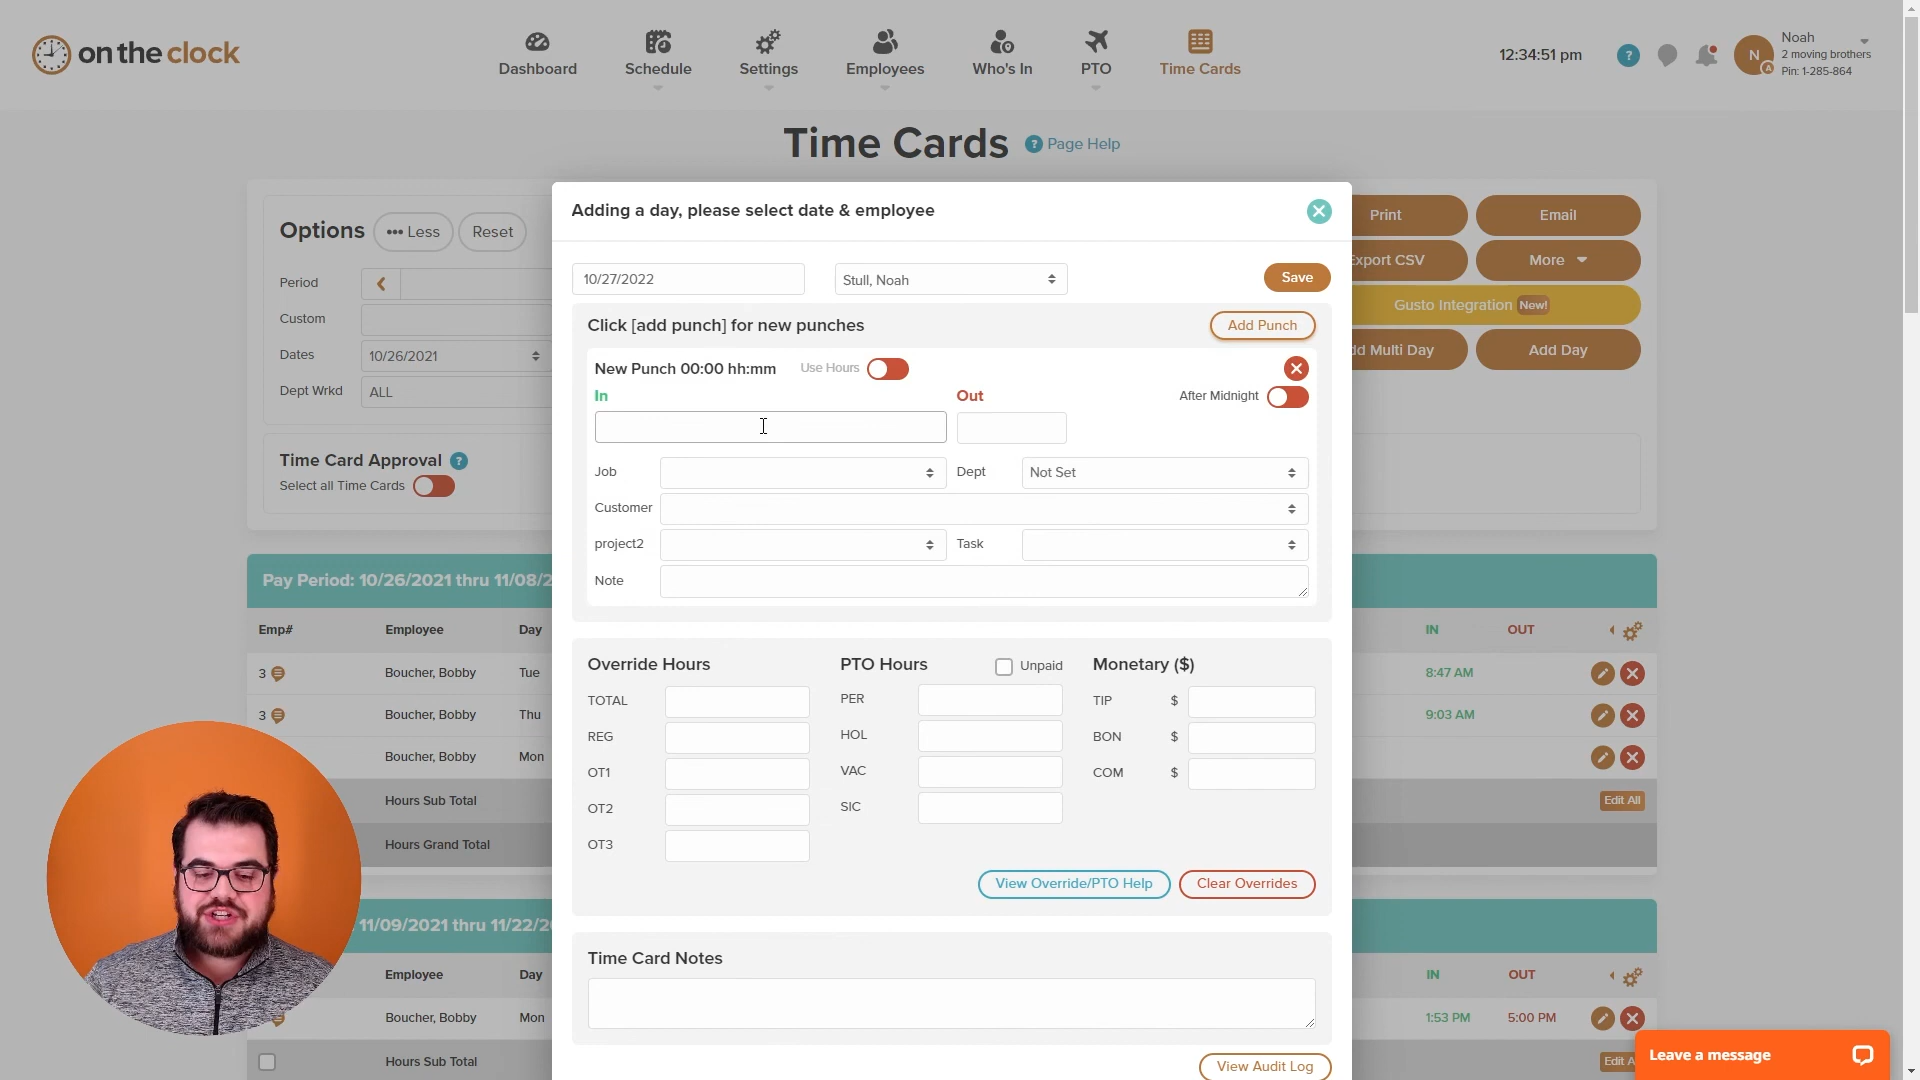 on the clock
Dashboard
Schedule
Settings
Employees
Who's In
PTO
Time Cards
12:34:51 pm
?
N
A
Noah
2 moving brothers
Pin: 1-285-864
Time Cards
? Page Help
Options
••• Less
Reset
Period
Custom
Dates
10/26/2021
Dept Wrkd
ALL
Time Card Approval ?
Select all Time Cards
Print
Email
Export CSV
More
Gusto Integration New!
dd Multi Day
Add Day
Adding a day, please select date & employee
10/27/2022
Stull, Noah
Save
Click [add punch] for new punches
Add Punch
New Punch 00:00 hh:mm
Use Hours
In
Out
After Midnight
Job
Dept
Not Set
Customer
project2
Task
Note
Override Hours
TOTAL
REG
OT1
OT2
OT3
PTO Hours
Unpaid
PER
HOL
VAC
SIC
Monetary ($)
TIP $
BON $
COM $
View Override/PTO Help
Clear Overrides
Time Card Notes
View Audit Log
Pay Period: 10/26/2021 thru 11/08/2
Emp#
Employee
Day
IN
OUT
3
Boucher, Bobby
Tue
8:47 AM
3
Boucher, Bobby
Thu
9:03 AM
Boucher, Bobby
Mon
Hours Sub Total
Edit All
Hours Grand Total
11/09/2021 thru 11/22/20
Employee
Day
IN
OUT
Boucher, Bobby
Mon
1:53 PM
5:00 PM
Hours Sub Total
Edit A
Leave a message